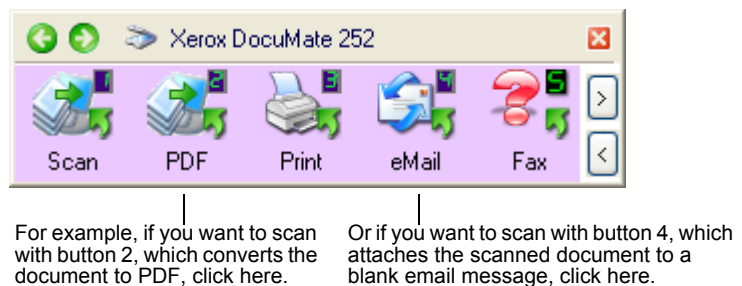 Xerox DocuMate 252
1 2 3 4 5
Scan PDF Print eMail Fax
For example, if you want to scan
with button 2, which converts the
document to PDF, click here.
Or if you want to scan with button 4, which
attaches the scanned document to a
blank email message, click here.